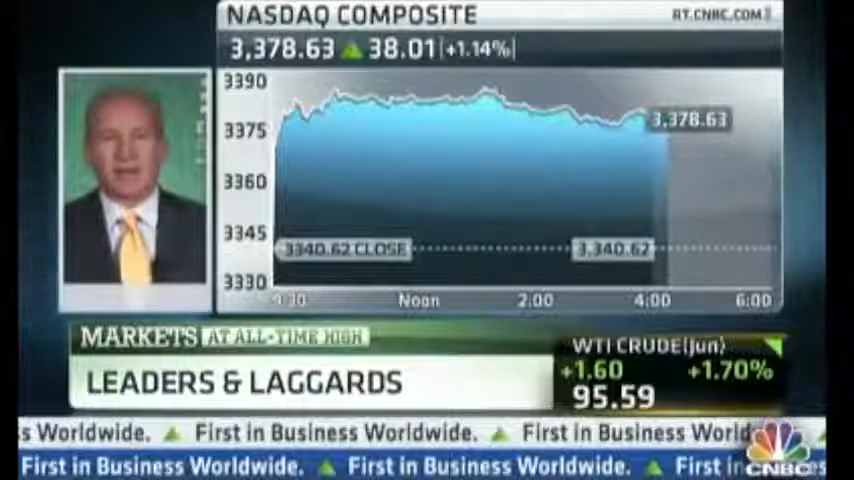 NASDAQ COMPOSITE
RT.CNBC.COM
3,378.63 38.01 +1.14%
3390
3375
3360
3345
3330
3,378.63
3340.62 CLOSE
3,340.62
9:30 Noon 2:00 4:00 6:00
MARKETS AT ALL-TIME HIGH
LEADERS & LAGGARDS
WTI CRUDE(Jun)
+1.60 +1.70%
95.59
s Worldwide. First in Business Worldwide. First in Business World
First in Business Worldwide. First in Business Worldwide. First in
CNBC